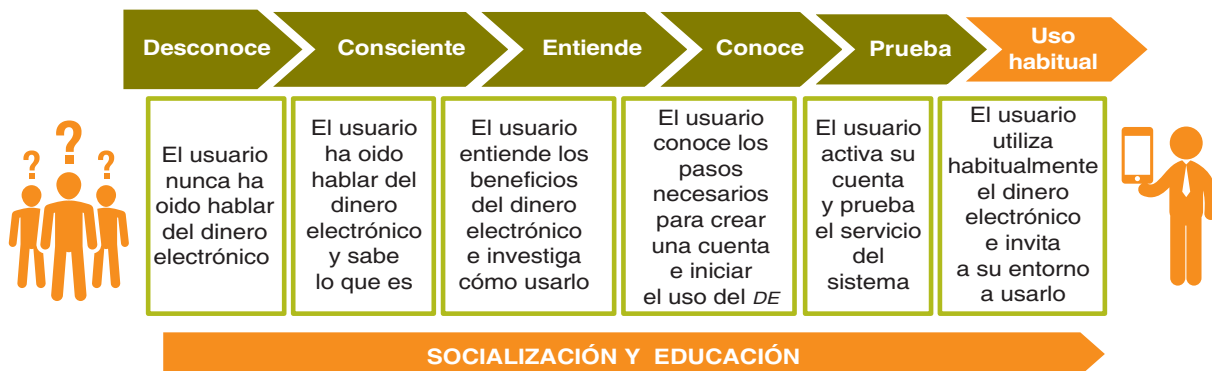 Desconoce
Consciente
Entiende
Conoce
Prueba
Uso
habitual
El usuario
nunca ha
oido hablar
del dinero
electrónico
El usuario
ha oido
hablar del
dinero
electrónico
y sabe
lo que es
El usuario
entiende los
beneficios
del dinero
electrónico
e investiga
cómo usarlo
El usuario
conoce los
pasos
necesarios
para crear
una cuenta
e iniciar
el uso del DE
El usuario
activa su
cuenta
y prueba
el servicio
del
sistema
El usuario
utiliza
habitualmente
el dinero
electrónico
e invita
a su entorno
a usarlo
? ? ?
SOCIALIZACIÓN Y EDUCACIÓN